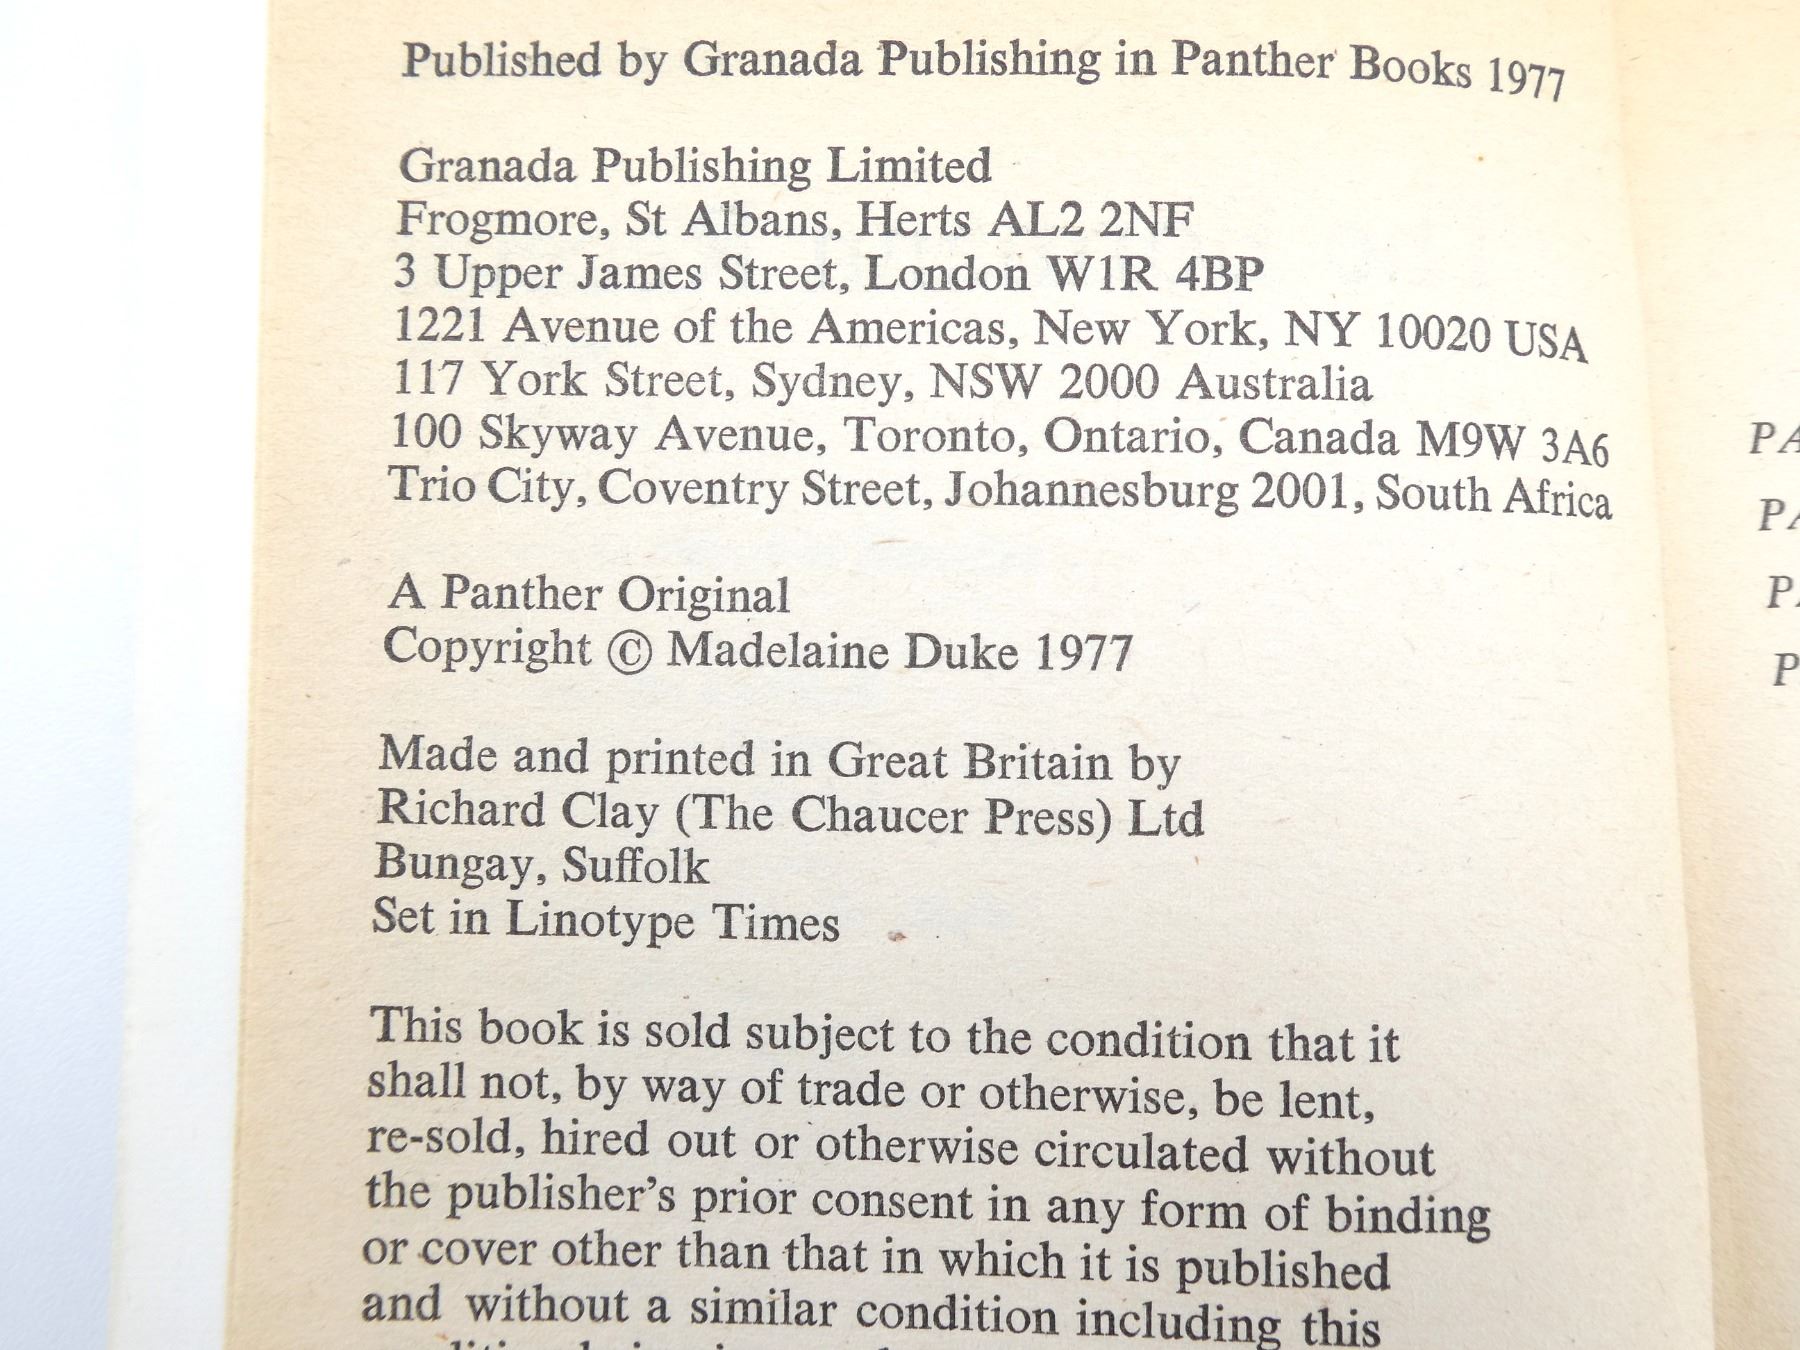 Published by Granada Publishing in Panther Books 1977
Granada Publishing Limited
Frogmore, St Albans, Herts AL2 2NF
3 Upper James Street, London W1R 4BP
1221 Avenue of the Americas, New York, NY 10020 USA
117 York Street, Sydney, NSW 2000 Australia
100 Skyway Avenue, Toronto, Ontario, Canada M9W 3A6
Trio City, Coventry Street, Johannesburg 2001, South Africa
A Panther Original
Copyright © Madelaine Duke 1977
Made and printed in Great Britain by
Richard Clay (The Chaucer Press) Ltd
Bungay, Suffolk
Set in Linotype Times
This book is sold subject to the condition that it
shall not, by way of trade or otherwise, be lent,
re-sold, hired out or otherwise circulated without
the publisher's prior consent in any form of binding
or cover other than that in which it is published
and without a similar condition including this